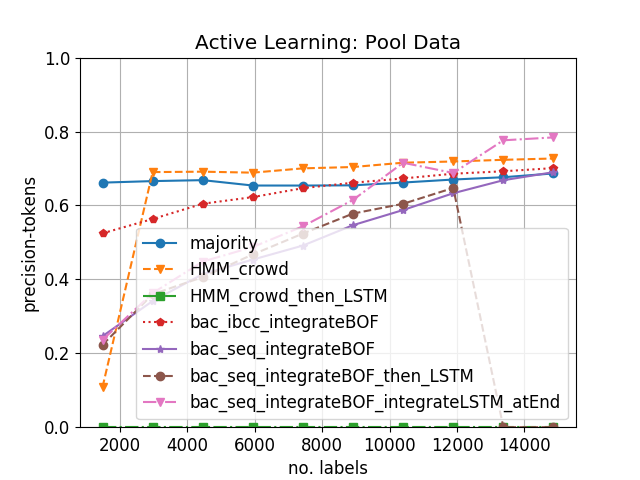 Active Learning: Pool Data
1.0
0.8
0.6
0.4
0.2
0.0
precision-tokens
majority
HMM_crowd
HMM_crowd_then_LSTM
bac_ibcc_integrateBOF
bac_seq_integrateBOF
bac_seq_integrateBOF_then_LSTM
bac_seq_integrateBOF_integrateLSTM_atEnd
2000 4000 6000 8000 10000 12000 14000
no. labels